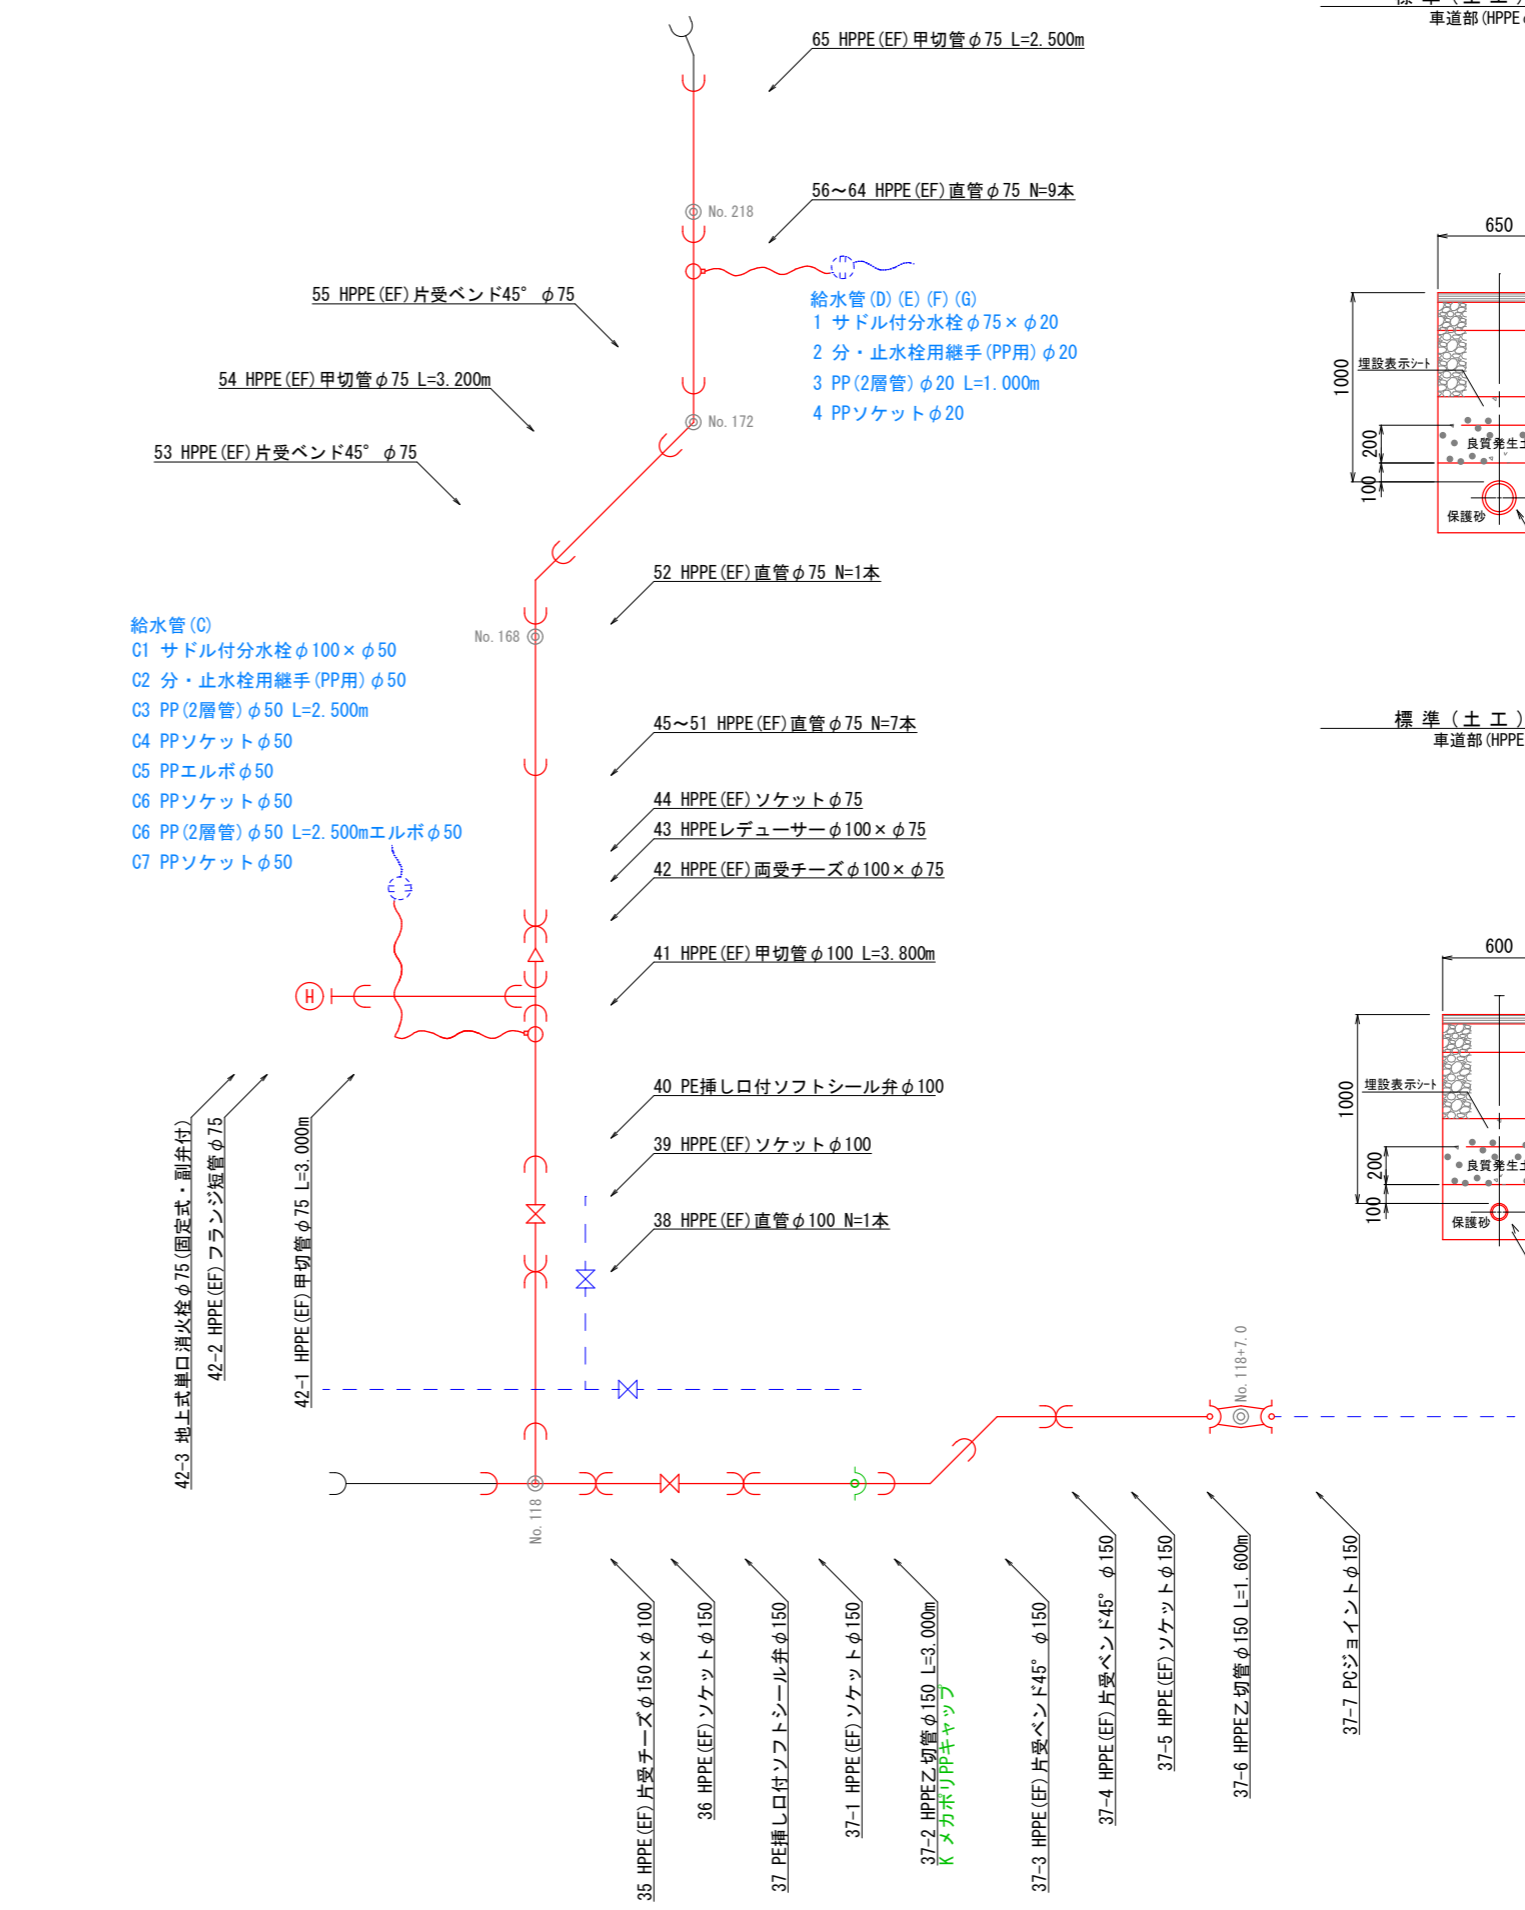 標 準 ( 土 工 )
車道部(HPPEφ
65 HPPE(EF)甲切管φ75 L=2.500m
56～64 HPPE(EF)直管φ75 N=9本
No.218
給水管(D)(E)(F)(G)
1 サドル付分水栓φ75×φ20
2 分・止水栓用継手(PP用)φ20
3 PP(2層管)φ20 L=1.000m
4 PPソケットφ20
55 HPPE(EF)片受ベンド45° φ75
54 HPPE(EF)甲切管φ75 L=3.200m
No.172
53 HPPE(EF)片受ベンド45° φ75
52 HPPE(EF)直管φ75 N=1本
No.168
給水管(C)
C1 サドル付分水栓φ100×φ50
C2 分・止水栓用継手(PP用)φ50
C3 PP(2層管)φ50 L=2.500m
C4 PPソケットφ50
C5 PPエルボφ50
C6 PPソケットφ50
C6 PP(2層管)φ50 L=2.500mエルボφ50
C7 PPソケットφ50
45～51 HPPE(EF)直管φ75 N=7本
44 HPPE(EF)ソケットφ75
43 HPPEレデューサーφ100×φ75
42 HPPE(EF)両受チーズφ100×φ75
41 HPPE(EF)甲切管φ100 L=3.800m
H
40 PE挿し口付ソフトシール弁φ100
39 HPPE(EF)ソケットφ100
38 HPPE(EF)直管φ100 N=1本
42-3 地上式単口消火栓φ75(固定式・副弁付)
42-2 HPPE(EF)フランジ短管φ75
42-1 HPPE(EF)甲切管φ75 L=3.000m
No.118
No.118+7.0
35 HPPE(EF)片受チーズφ150×φ100
36 HPPE(EF)ソケットφ150
37 PE挿し口付ソフトシール弁φ150
37-1 HPPE(EF)ソケットφ150
37-2 HPPE乙切管φ150 L=3.000m
K メカポリPPキャップ
37-3 HPPE(EF)片受ベンド45° φ150
37-4 HPPE(EF)片受ベンド45° φ150
37-5 HPPE(EF)ソケットφ150
37-6 HPPE乙切管φ150 L=1.600m
37-7 PCジョイントφ150
650
1000
埋設表示シート
200
良質発生土
100
保護砂
標 準 ( 土 工 )
車道部(HPPE
600
1000
埋設表示シート
200
良質発生土
100
保護砂